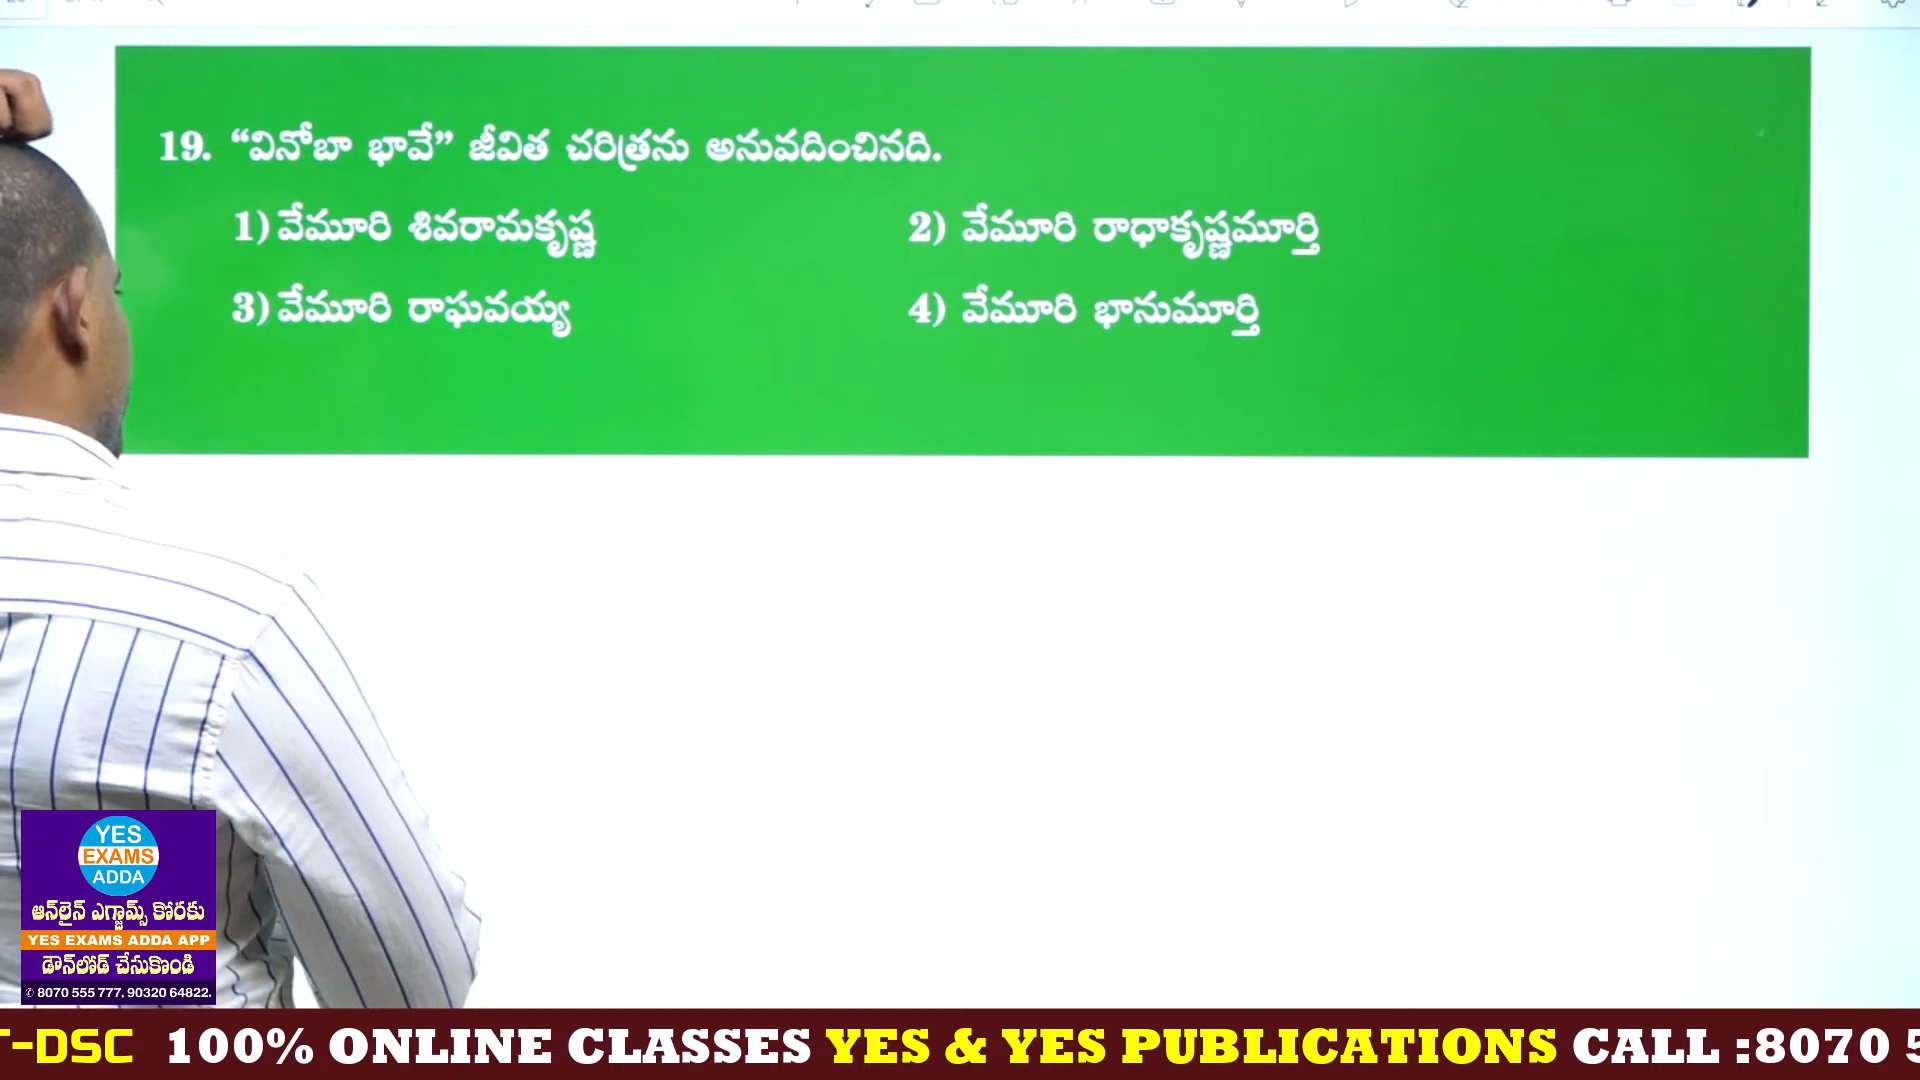 19. “వినోబా భావే” జీవిత చరిత్రను అనువదించినది.
1) వేమూరి శివరామకృష్ణ 2) వేమూరి రాధాకృష్ణమూర్తి
3) వేమూరి రాఘవయ్య 4) వేమూరి భానుమూర్తి
YES
EXAMS
ADDA
ఆన్‌లైన్ ఎగ్జామ్స్ కోరకు
YES EXAMS ADDA APP
డౌన్‌లోడ్ చేసుకొండి
✆ 8070 555 777, 90320 64822.
T-DSC 100% ONLINE CLASSES YES & YES PUBLICATIONS CALL :8070 5